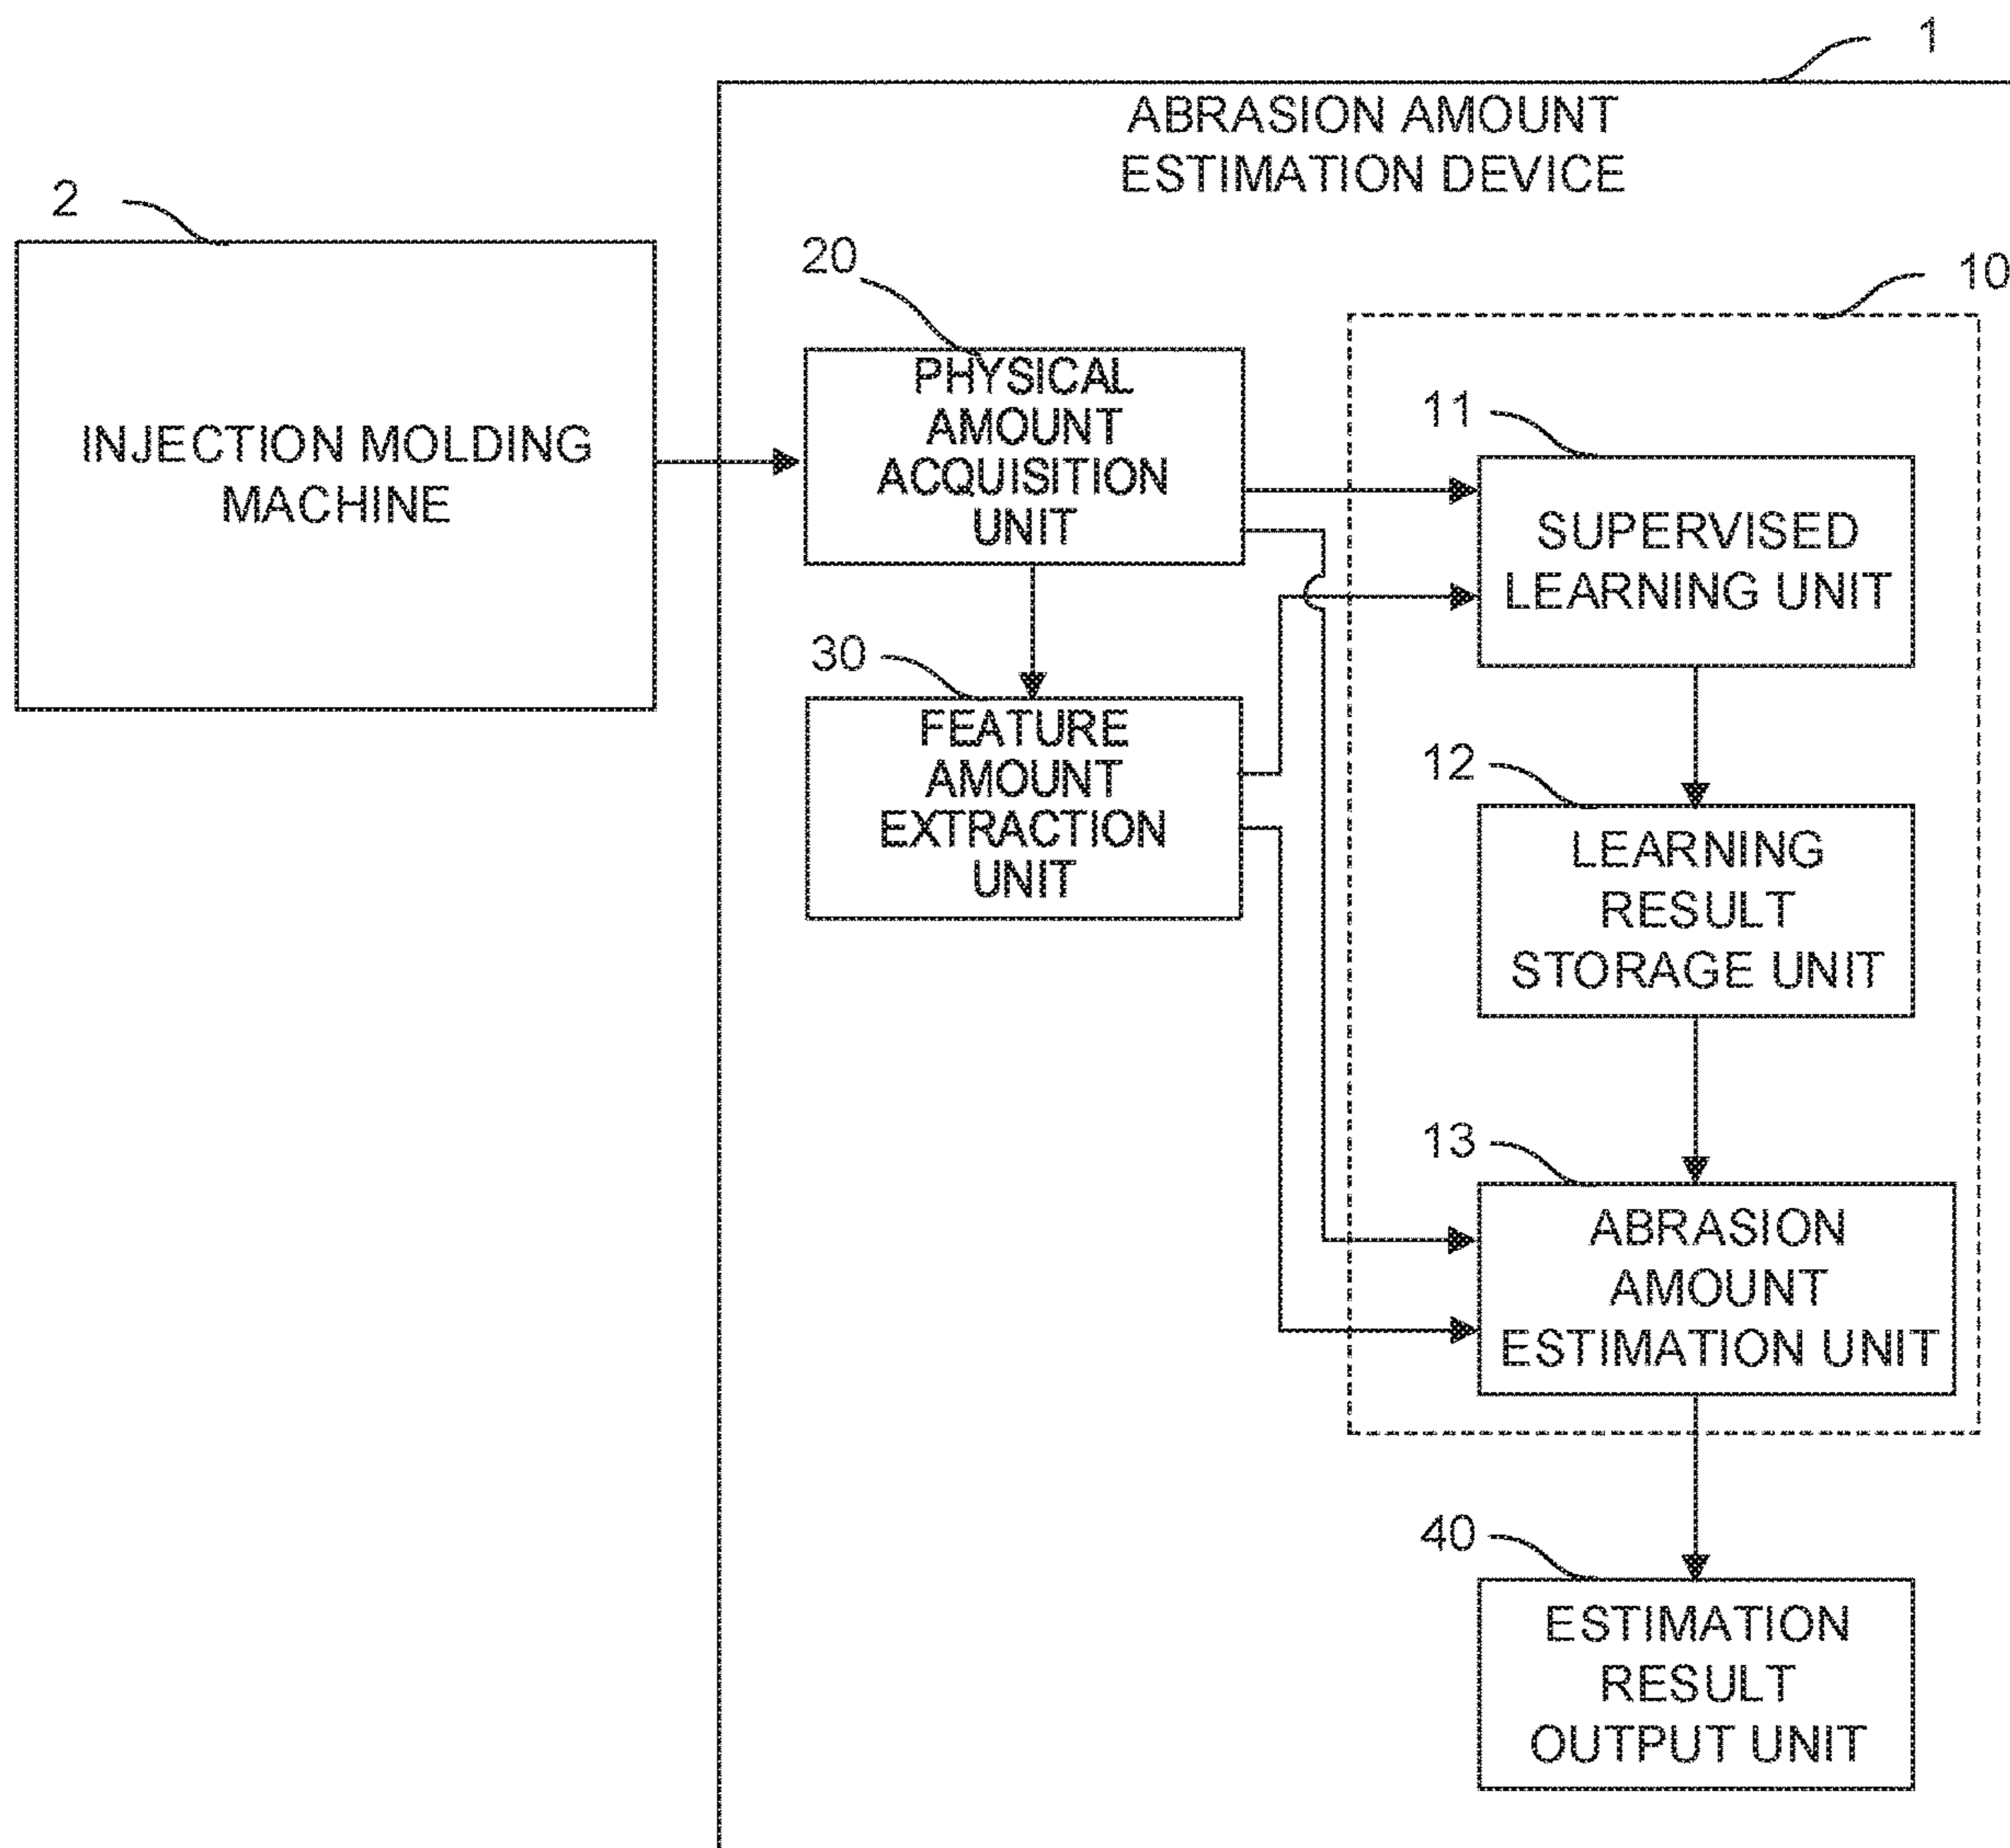 1
ABRASION AMOUNT
ESTIMATION DEVICE
2
INJECTION MOLDING
MACHINE
20
PHYSICAL
AMOUNT
ACQUISITION
UNIT
30
FEATURE
AMOUNT
EXTRACTION
UNIT
10
11
SUPERVISED
LEARNING UNIT
12
LEARNING
RESULT
STORAGE UNIT
13
ABRASION
AMOUNT
ESTIMATION UNIT
40
ESTIMATION
RESULT
OUTPUT UNIT